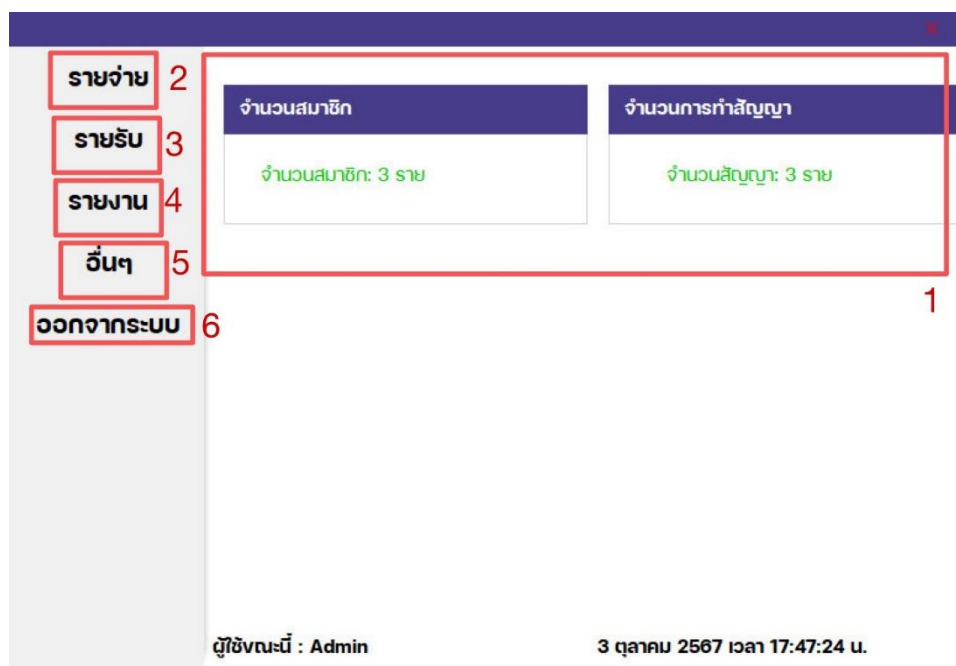 X
รายจ่าย 2
รายรับ 3
รายงาน 4
อื่นๆ 5
ออกจากระบบ 6
จำนวนสมาชิก
จำนวนสมาชิก: 3 ราย
จำนวนการทำสัญญา
จำนวนสัญญา: 3 ราย
1
ผู้ใช้ขณะนี้ : Admin
3 ตุลาคม 2567 เวลา 17:47:24 น.